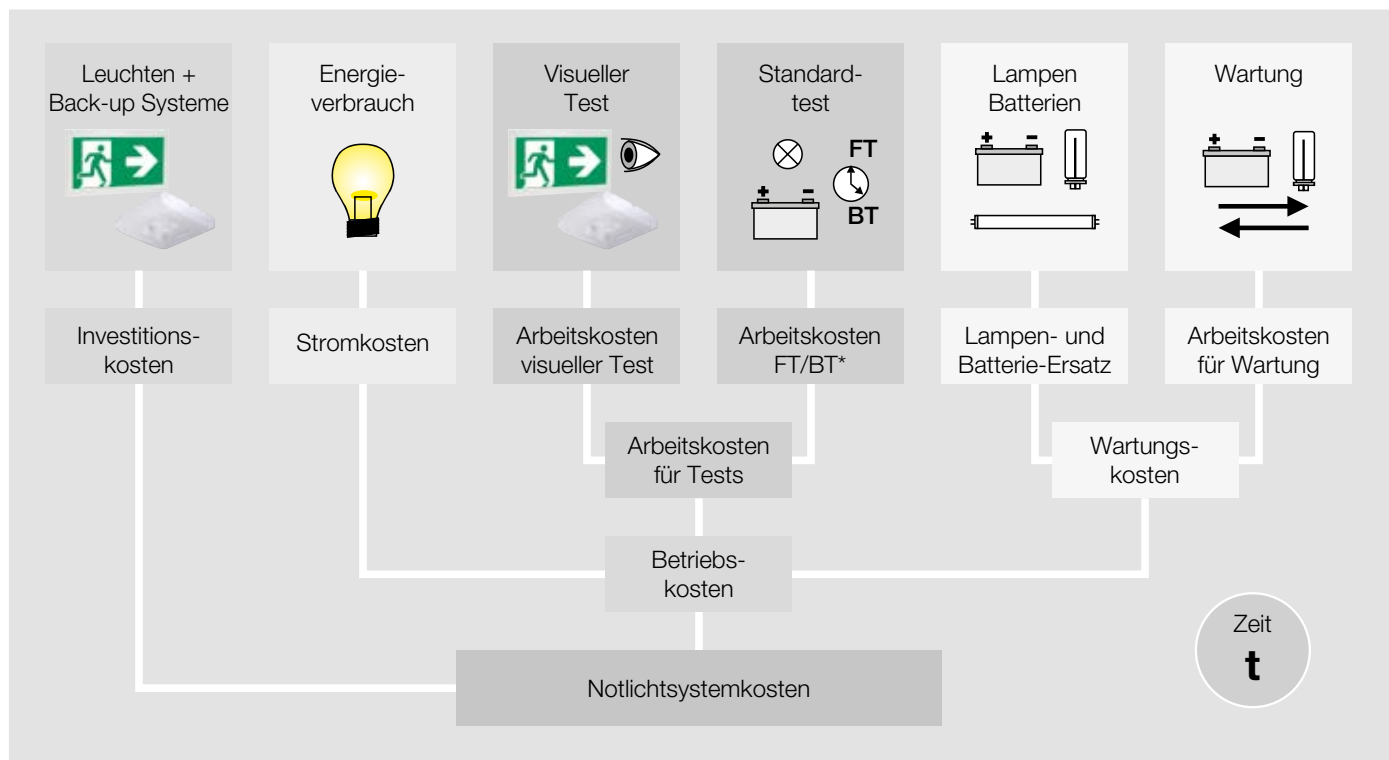 Leuchten +
Back-up Systeme
Energie-
verbrauch
Visueller
Test
Standard-
test
Lampen
Batterien
Wartung
+ -
FT
BT
+ -
+ -
Investitions-
kosten
Stromkosten
Arbeitskosten
visueller Test
Arbeitskosten
FT/BT*
Lampen- und
Batterie-Ersatz
Arbeitskosten
für Wartung
Arbeitskosten
für Tests
Wartungs-
kosten
Betriebs-
kosten
Zeit
t
Notlichtsystemkosten